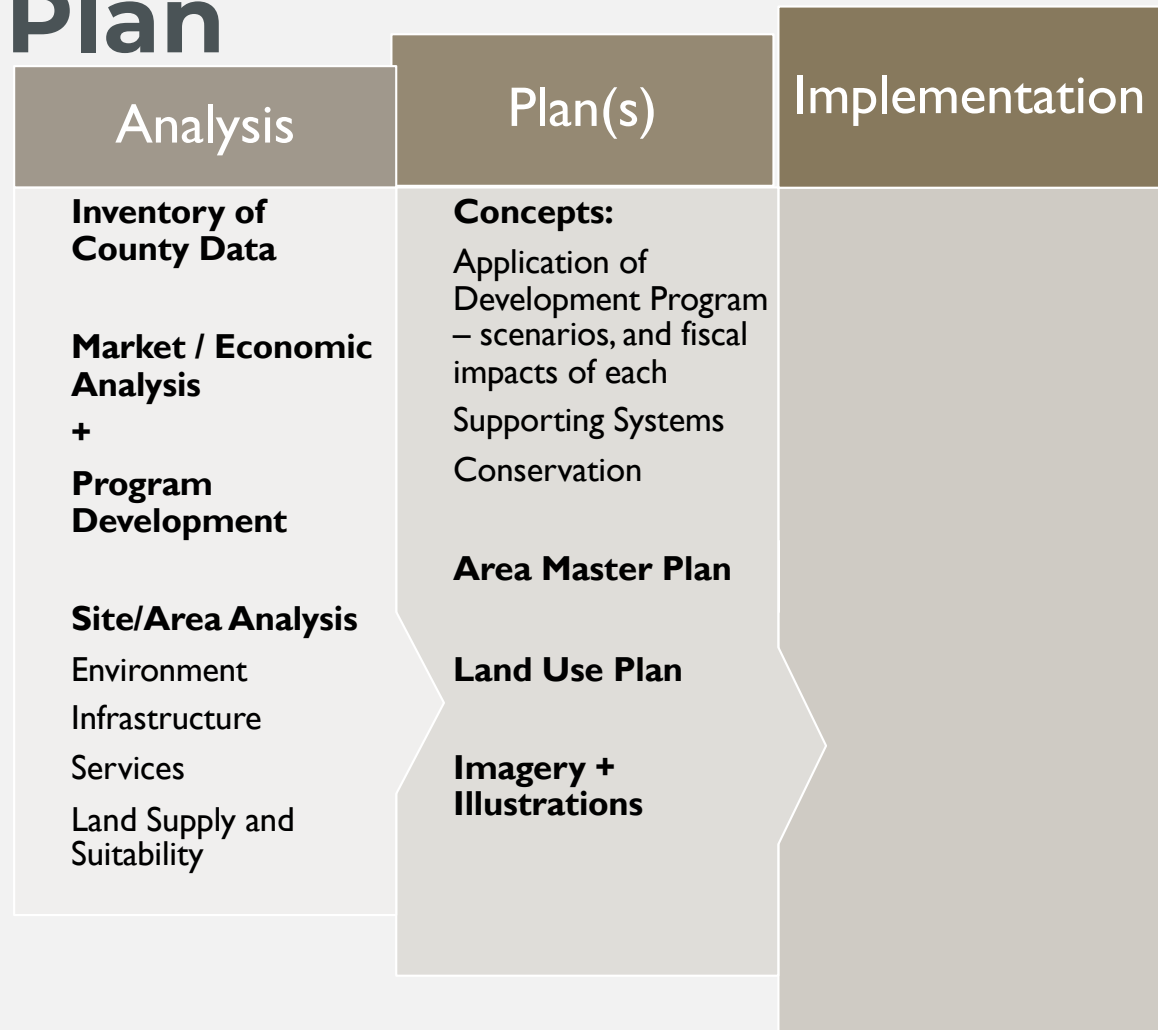 Plan
Analysis
Plan(s)
Implementation
Inventory of
County Data
Market / Economic
Analysis
+
Program
Development
Site/Area Analysis
Environment
Infrastructure
Services
Land Supply and
Suitability
Concepts:
Application of
Development Program
– scenarios, and fiscal
impacts of each
Supporting Systems
Conservation
Area Master Plan
Land Use Plan
Imagery +
Illustrations